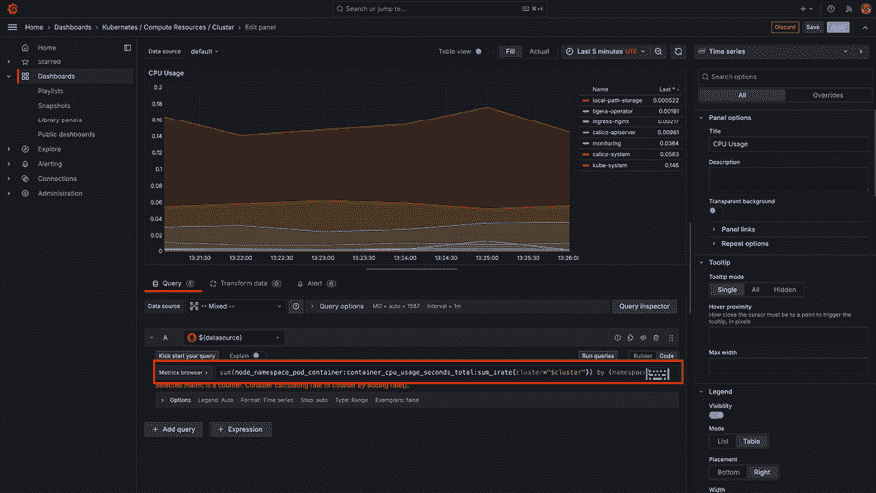 Search or jump to... ⌘+k
Home > Dashboards > Kubernetes / Compute Resources / Cluster > Edit panel
Discard Save
Home
Starred
Dashboards
Playlists
Snapshots
Library panels
Public dashboards
Explore
Alerting
Connections
Administration
Data source default
Table view Fill Actual Last 5 minutes UTC
CPU Usage
0.2
0.18
0.16
0.14
0.12
0.1
0.08
0.06
0.04
0.02
0
13:21:30 13:22:00 13:22:30 13:23:00 13:23:30 13:24:00 13:24:30 13:25:00 13:25:30 13:26:00
Name Last *
local-path-storage 0.000522
tigera-operator 0.00181
ingress-nginx 0.00217
calico-apiserver 0.00961
monitoring 0.0364
calico-system 0.0583
kube-system 0.146
Query 1 Transform data 0 Alert 0
Data source -- Mixed -- Query options MD = auto = 1587 Interval = 1m Query inspector
A ${datasource}
Kick start your query Explain Run queries Builder Code
Metrics browser > sum(node_namespace_pod_container:container_cpu_usage_seconds_total:sum_irate{cluster="$cluster"}) by (namespace
Selected metric is a counter. Consider calculating rate of counter by adding rate().
Options Legend: Auto Format: Time series Step: auto Type: Range Exemplars: false
+ Add query + Expression
Time series
Search options
All Overrides
Panel options
Title
CPU Usage
Description
Transparent background
Panel links
Repeat options
Tooltip
Tooltip mode
Single All Hidden
Hover proximity
How close the cursor must be to a point to trigger the
tooltip, in pixels
Max width
Legend
Visibility
Mode
List Table
Placement
Bottom Right
Width